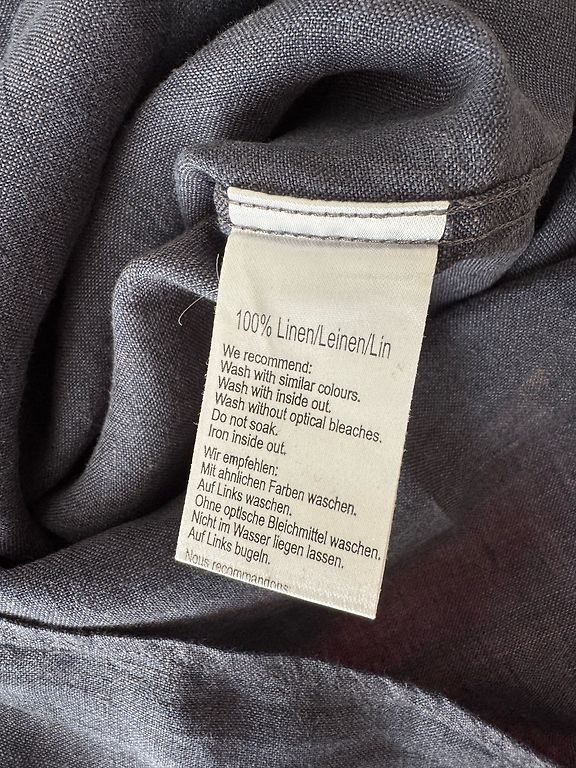 100% Linen/Leinen/Lin
We recommend:
Wash with similar colours.
Wash with inside out.
Wash without optical bleaches.
Do not soak.
Iron inside out.
Wir empfehlen:
Mit ahnlichen Farben waschen.
Auf Links waschen.
Ohne optische Bleichmittel waschen.
Nicht im Wasser liegen lassen.
Auf Links bugeln.
Nous recommandons